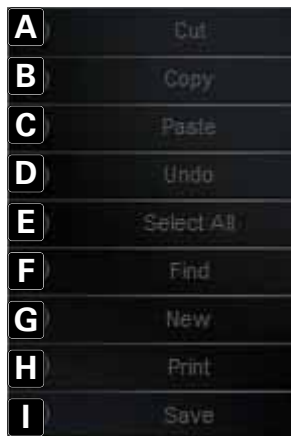 A Cut
B Copy
C Paste
D Undo
E Select All
F Find
G New
H Print
I Save